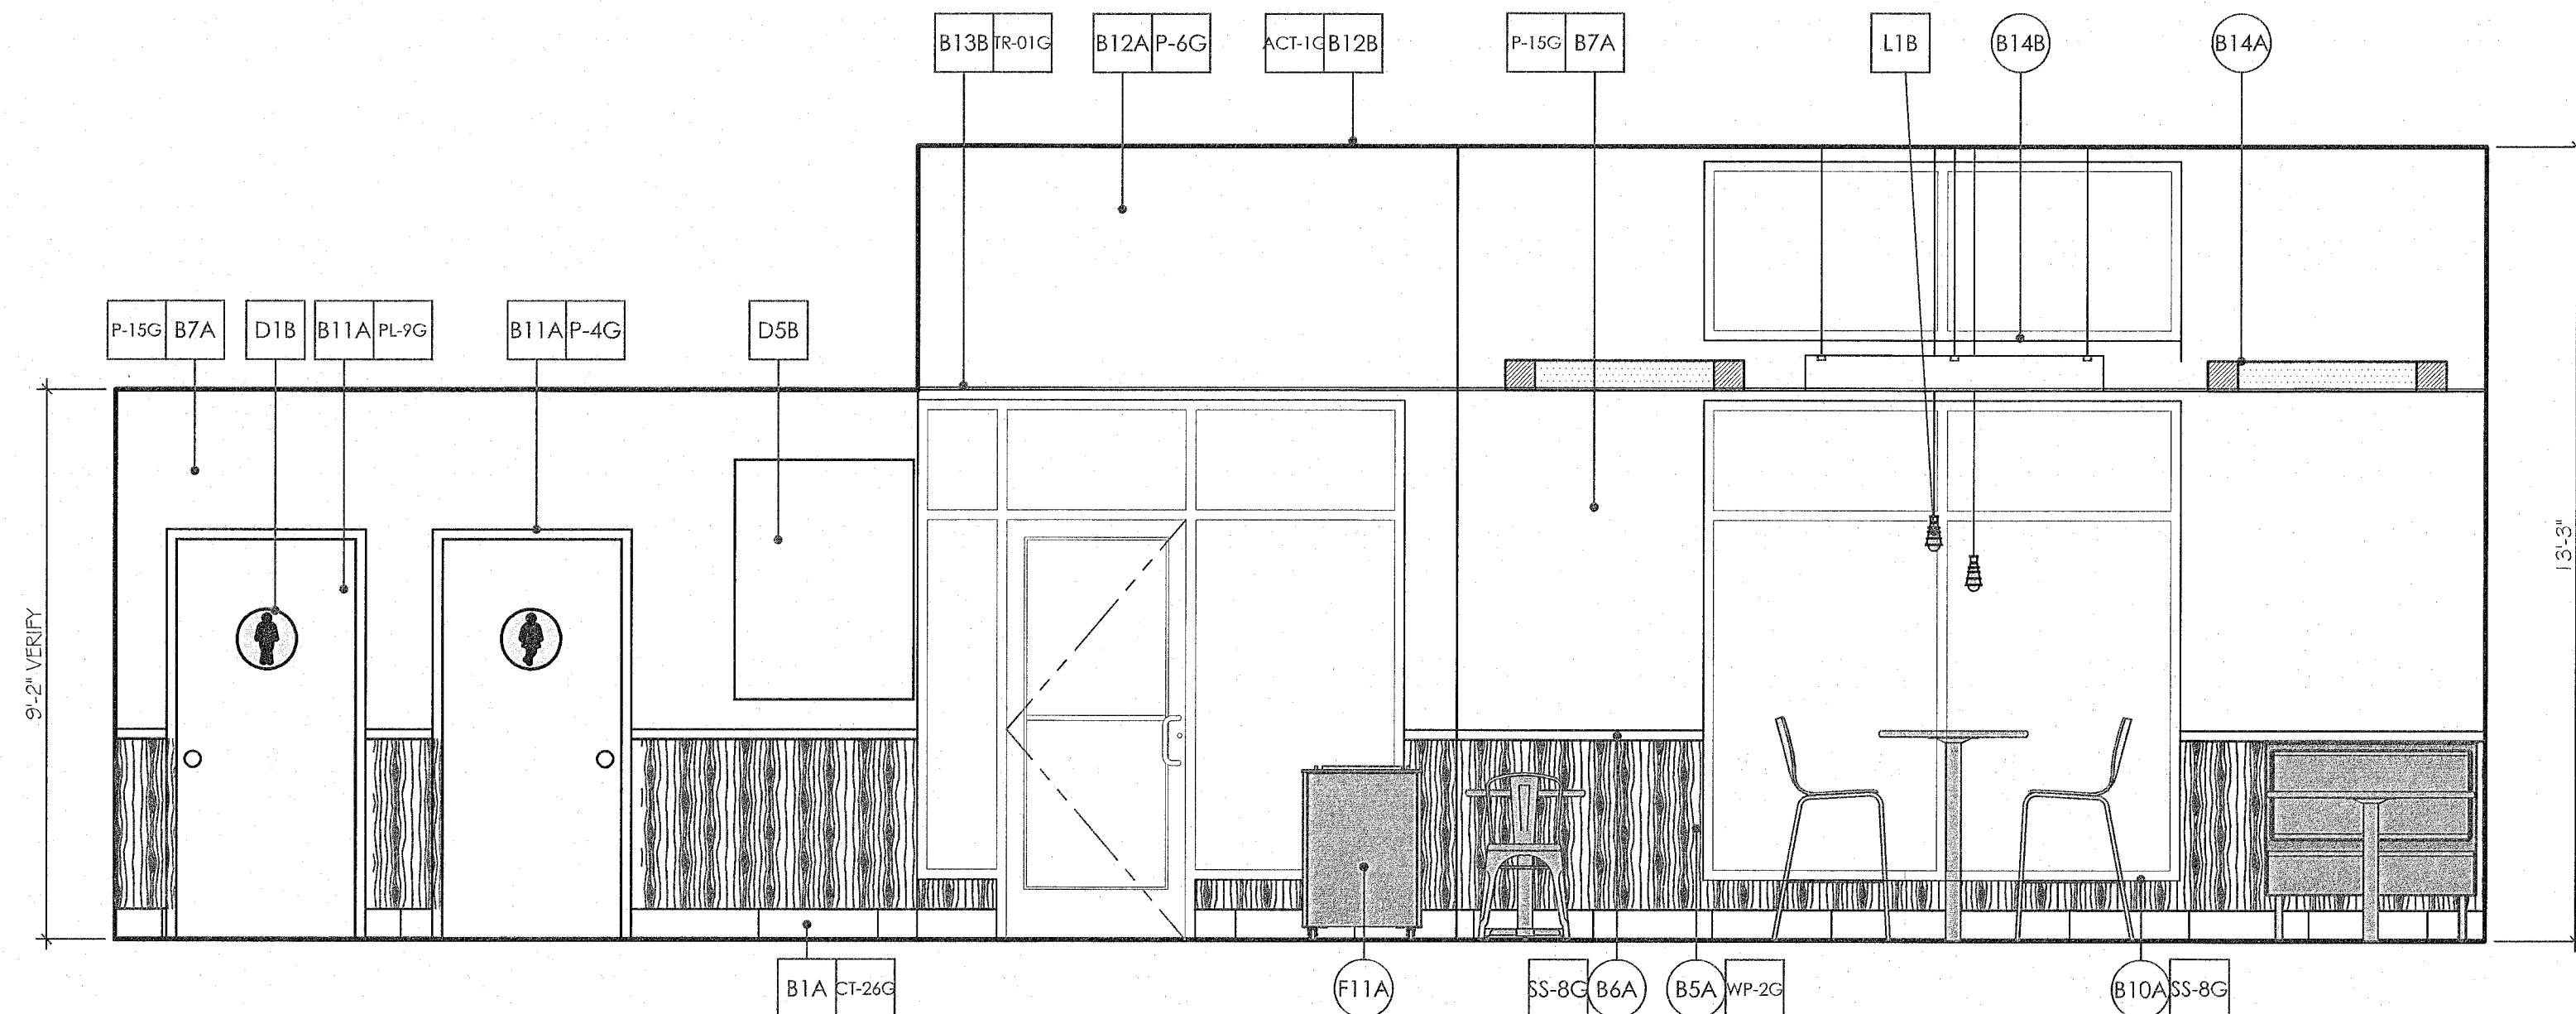 B13B TR-01G
B12A P-6G
ACT-1G B12B
P-15G B7A
L1B
B14B
B14A
P-15G B7A
D1B
B11A PL-9G
B11A P-4G
D5B
9'-2" VERIFY
13'-3"
B1A CT-26G
F11A
SS-8G B6A
B5A WP-2G
B10A SS-8G